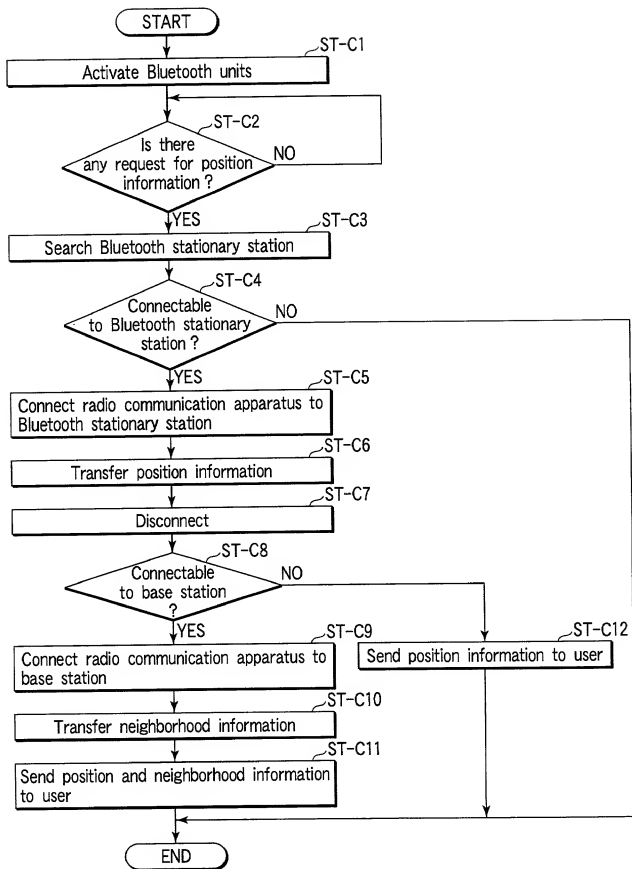 START
ST-C1
Activate Bluetooth units
ST-C2
Is there
any request for position
information ?
NO
YES
ST-C3
Search Bluetooth stationary station
ST-C4
Connectable
to Bluetooth stationary
station ?
NO
YES
ST-C5
Connect radio communication apparatus to
Bluetooth stationary station
ST-C6
Transfer position information
ST-C7
Disconnect
ST-C8
Connectable
to base station
?
NO
YES
ST-C9
Connect radio communication apparatus to
base station
ST-C12
Send position information to user
ST-C10
Transfer neighborhood information
ST-C11
Send position and neighborhood information
to user
END